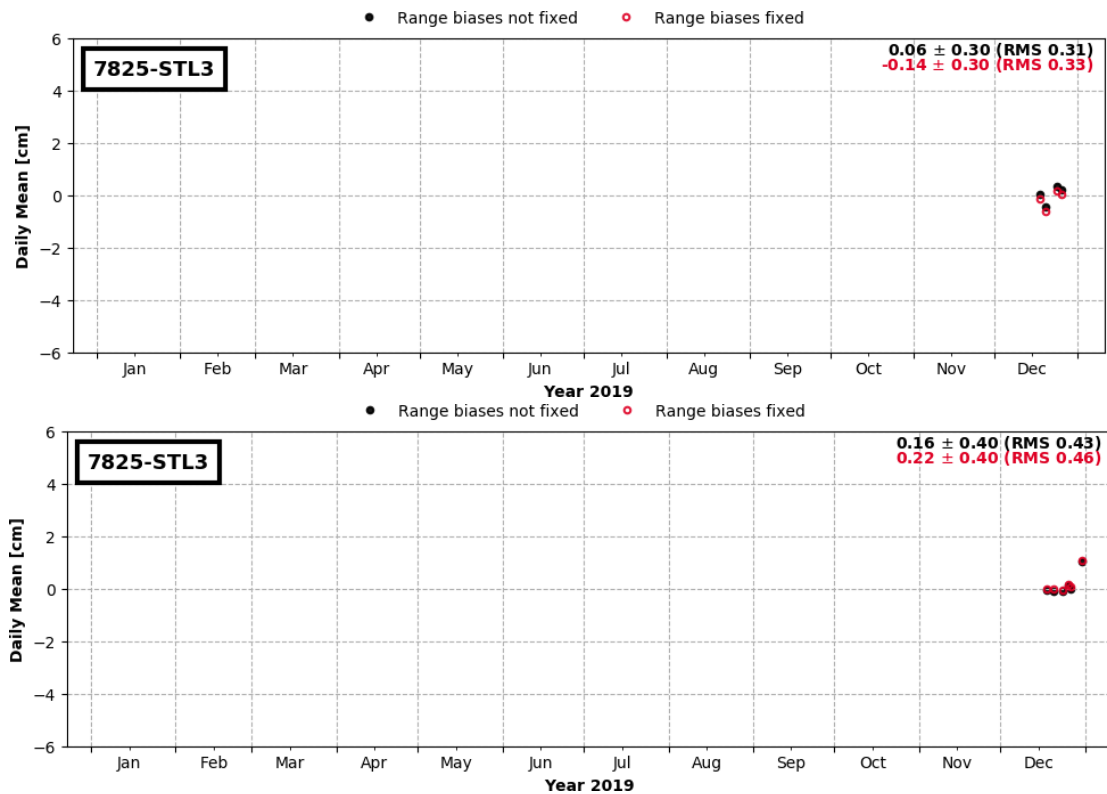 Range biases not fixed Range biases fixed
7825-STL3
0.06 ± 0.30 (RMS 0.31)
-0.14 ± 0.30 (RMS 0.33)
Daily Mean [cm]
6
4
2
0
−2
−4
−6
Jan Feb Mar Apr May Jun Jul Aug Sep Oct Nov Dec
Year 2019
Range biases not fixed Range biases fixed
7825-STL3
0.16 ± 0.40 (RMS 0.43)
0.22 ± 0.40 (RMS 0.46)
Daily Mean [cm]
6
4
2
0
−2
−4
−6
Jan Feb Mar Apr May Jun Jul Aug Sep Oct Nov Dec
Year 2019